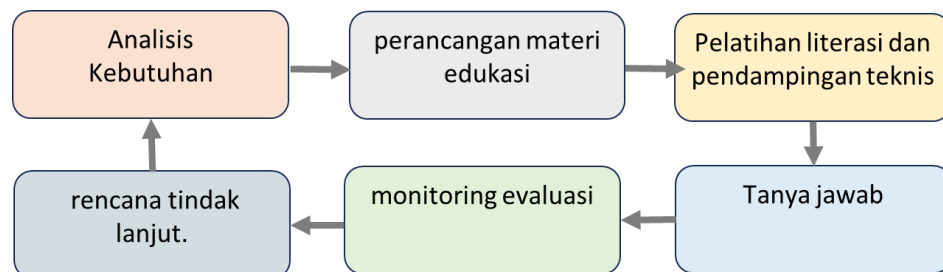 Analisis
Kebutuhan
perancangan materi
edukasi
Pelatihan literasi dan
pendampingan teknis
Tanya jawab
monitoring evaluasi
rencana tindak
lanjut.